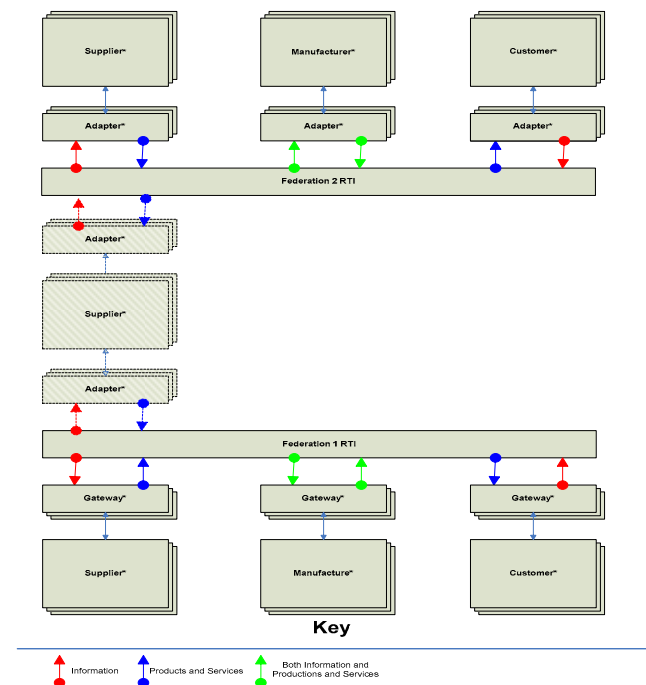 Supplier* Manufacturer* Customer*
Adapter* Adapter* Adapter*
Federation 2 RTI
Adapter*
Supplier*
Adapter*
Federation 1 RTI
Gateway* Gateway* Gateway*
Supplier* Manufacture* Customer*
Key
Information Products and Services Both Information and
Productions and Services